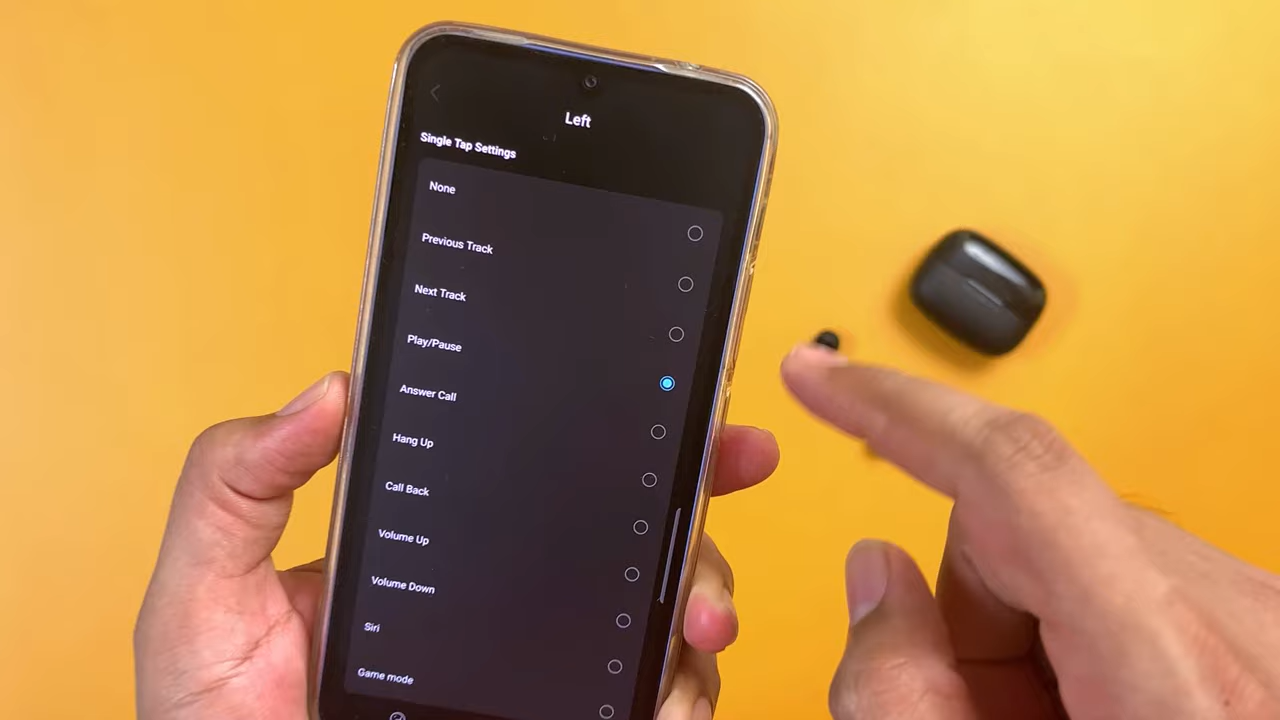 Left
Single Tap Settings
None
Previous Track
Next Track
Play/Pause
Answer Call
Hang Up
Call Back
Volume Up
Volume Down
Siri
Game mode